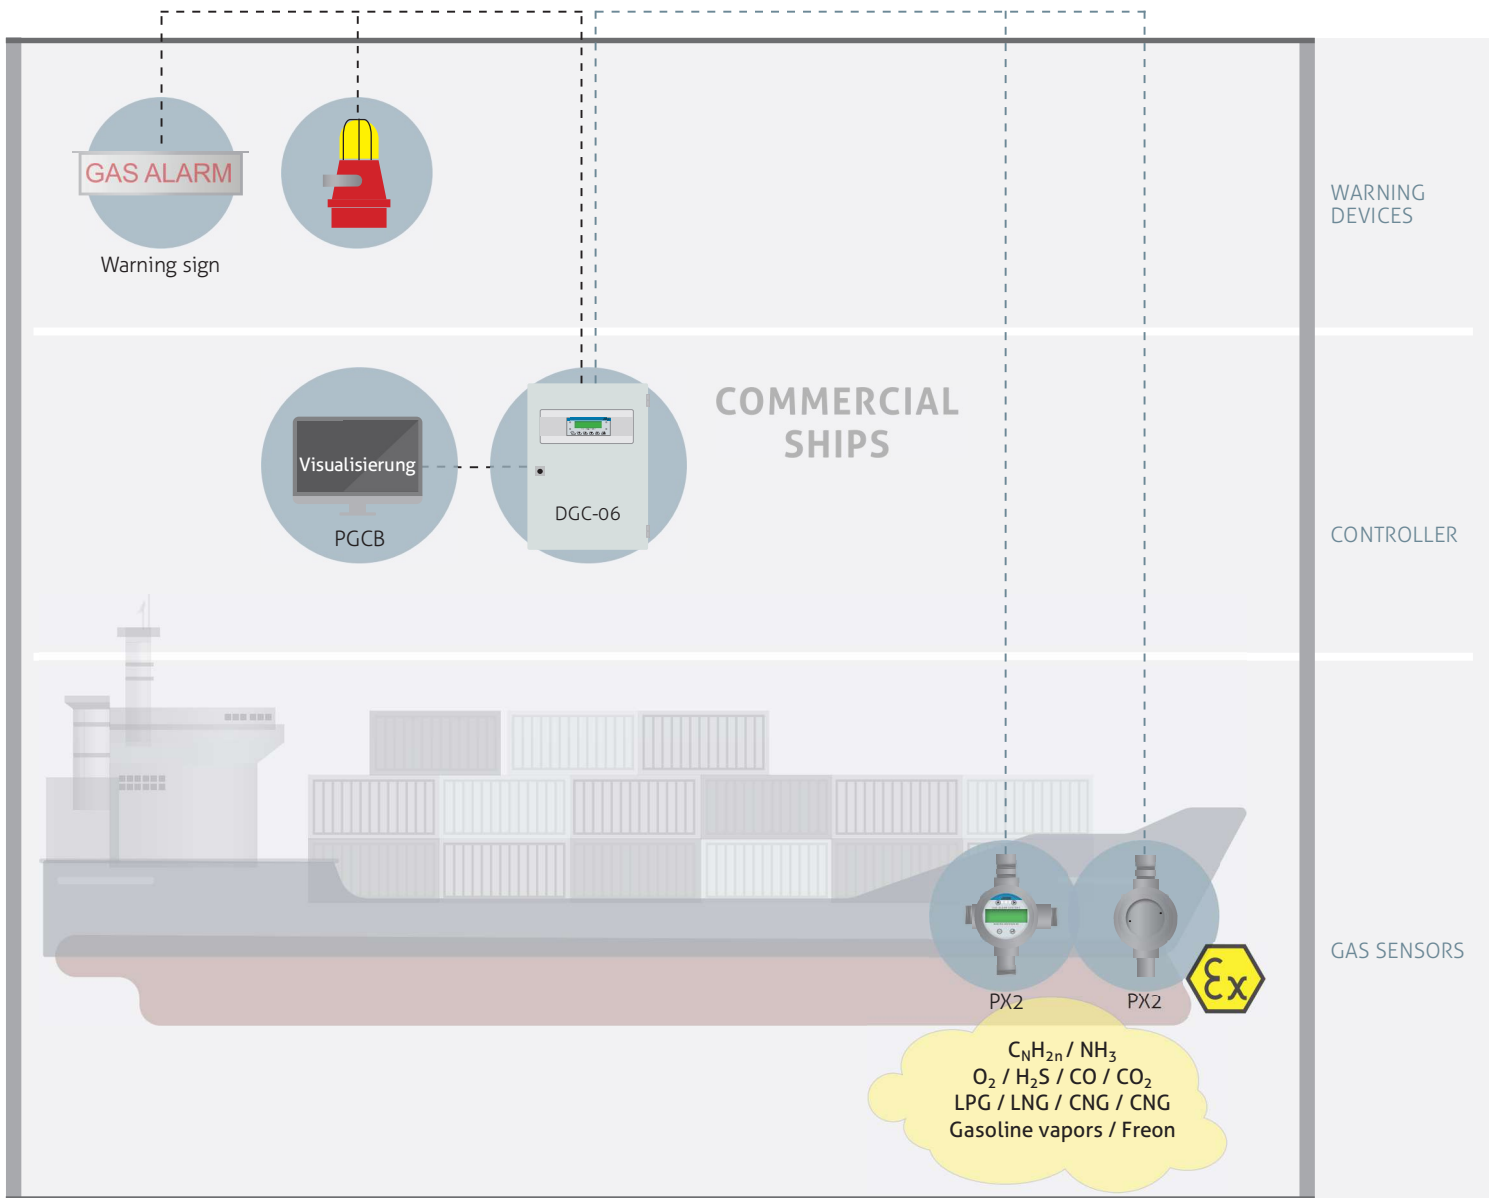 GAS ALARM
Warning sign
WARNING
DEVICES
COMMERCIAL
SHIPS
Visualisierung
PGCB
DGC-06
CONTROLLER
GAS SENSORS
PX2
PX2
Ex
CNH2n / NH3
O2 / H2S / CO / CO2
LPG / LNG / CNG / CNG
Gasoline vapors / Freon